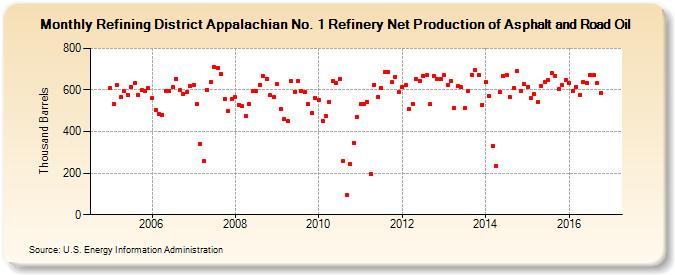 Monthly Refining District Appalachian No. 1 Refinery Net Production of Asphalt and Road Oil
Thousand Barrels
800
600
400
200
0
2006 2008 2010 2012 2014 2016
Source: U.S. Energy Information Administration